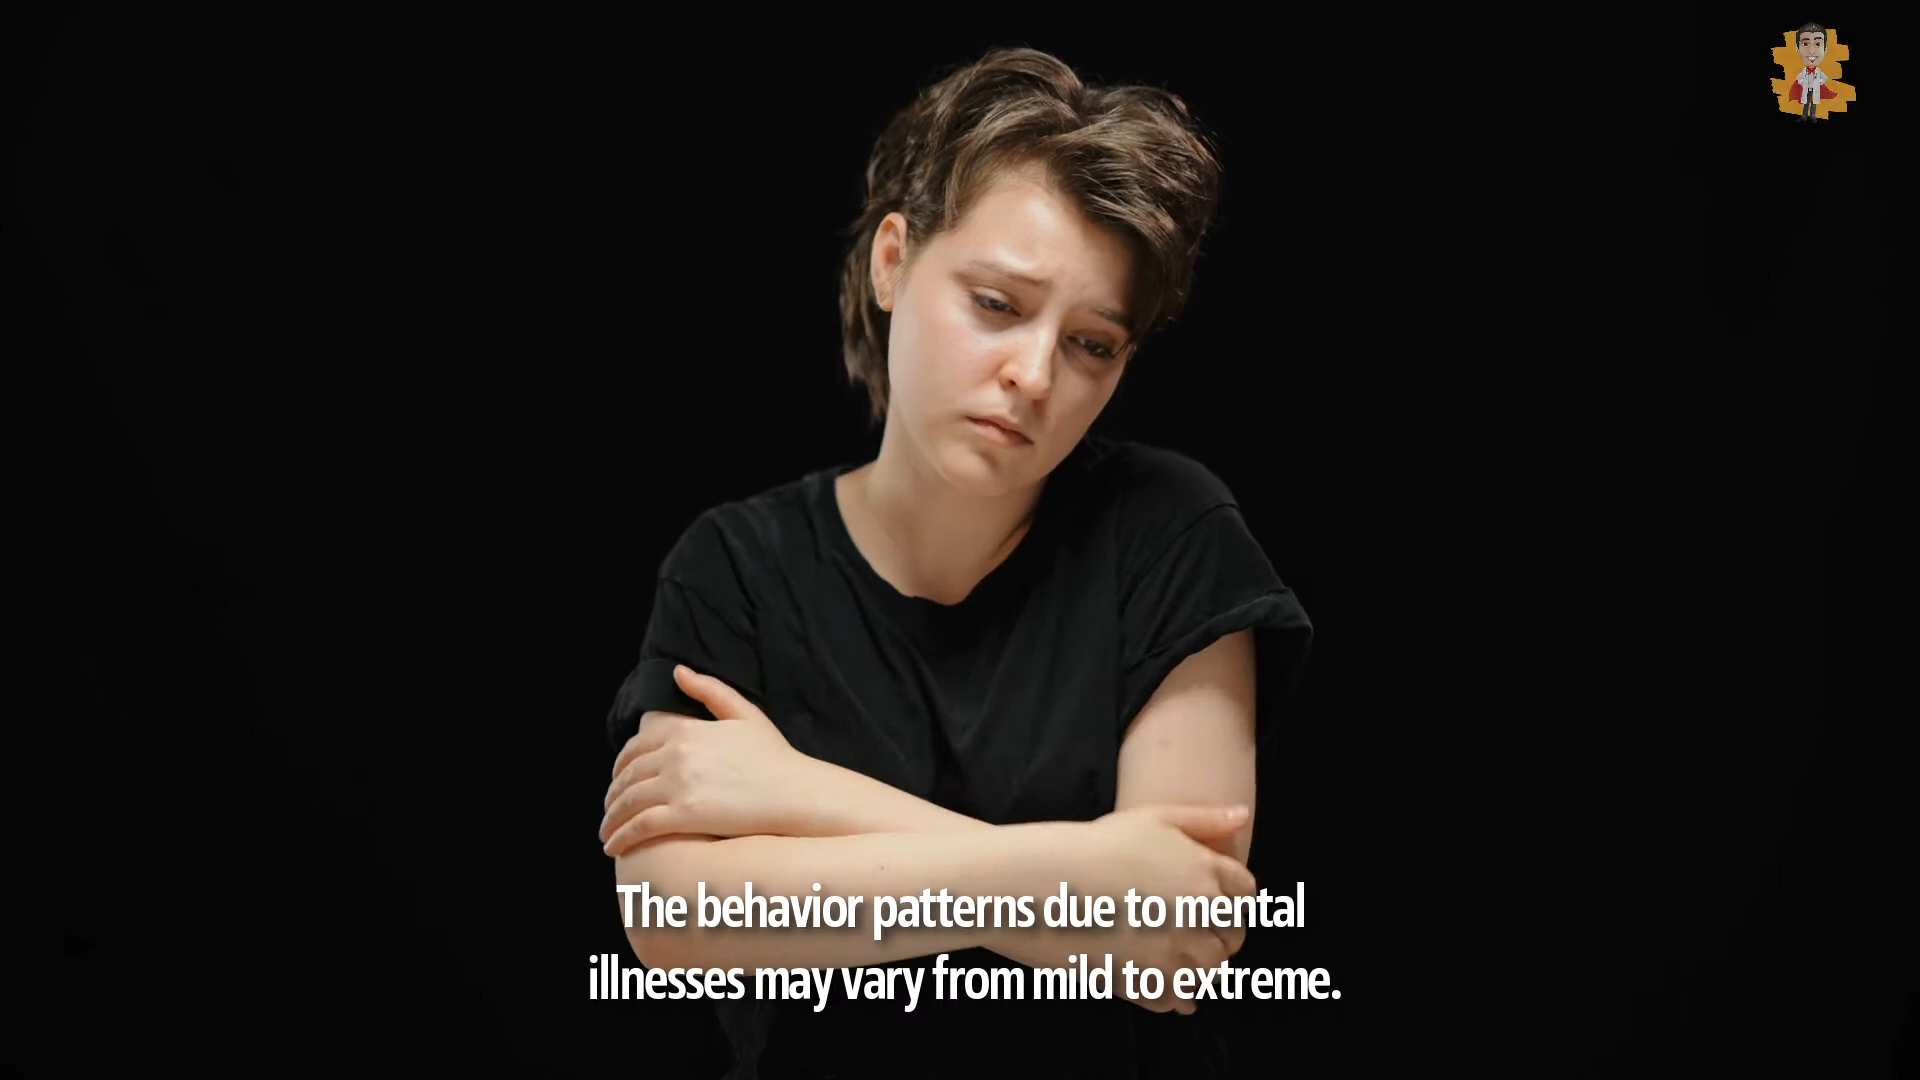 The behavior patterns due to mental
illnesses may vary from mild to extreme.